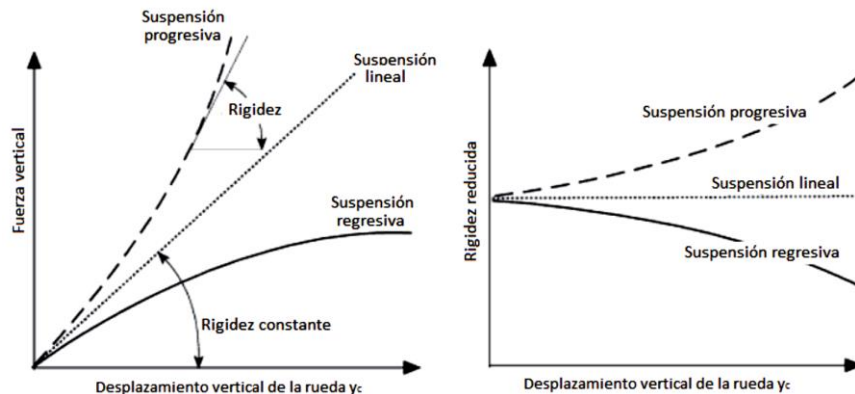 Suspensión
progresiva
Suspensión
lineal
Rigidez
Fuerza vertical
Suspensión
regresiva
Rigidez constante
Desplazamiento vertical de la rueda yc
Suspensión progresiva
Rigidez reducida
Suspensión lineal
Suspensión regresiva
Desplazamiento vertical de la rueda yc